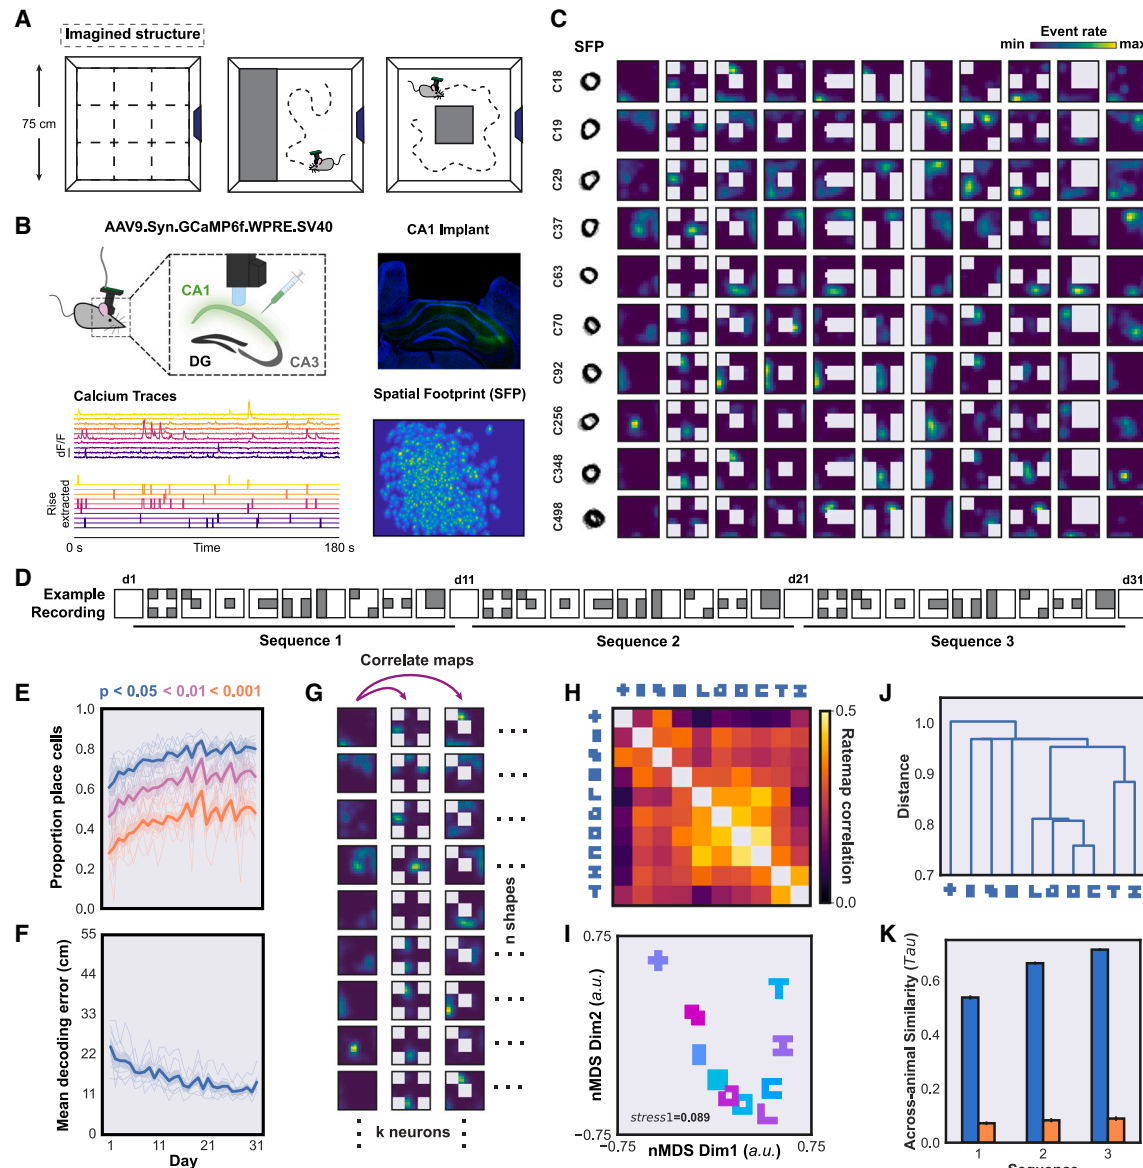 A
Imagined structure
75 cm
B
AAV9.Syn.GCaMP6f.WPRE.SV40
CA1
DG
CA3
CA1 Implant
Calcium Traces
dF/F
Rise
extracted
0 s
Time
180 s
Spatial Footprint (SFP)
C
SFP
Event rate
min
max
C18
C19
C29
C37
C63
C70
C92
C256
C348
C498
D
d1
d11
d21
d31
Example
Recording
Sequence 1
Sequence 2
Sequence 3
E
p < 0.05 < 0.01 < 0.001
Proportion place cells
1.0
0.8
0.6
0.4
0.2
0.0
F
Mean decoding error (cm)
55
44
33
22
11
0
1
11
21
31
Day
G
Correlate maps
n shapes
k neurons
H
0.5
Ratemap correlation
0.0
I
0.75
nMDS Dim2 (a.u.)
−0.75
stress1=0.089
−0.75
0.75
nMDS Dim1 (a.u.)
J
Distance
1.0
0.9
0.8
0.7
K
Across-animal Similarity (Tau)
0.6
0.4
0.2
0.0
1
2
3